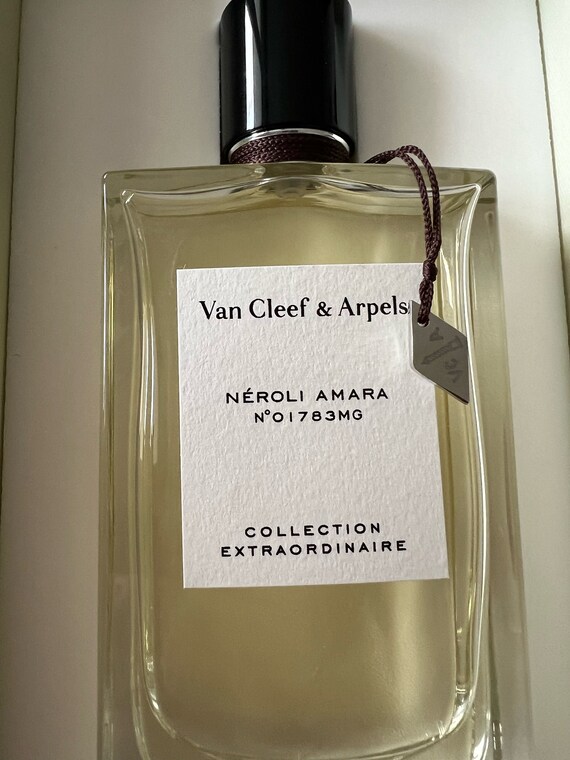 Van Cleef & Arpels
NÉROLI AMARA
N°01783MG
COLLECTION
EXTRAORDINAIRE